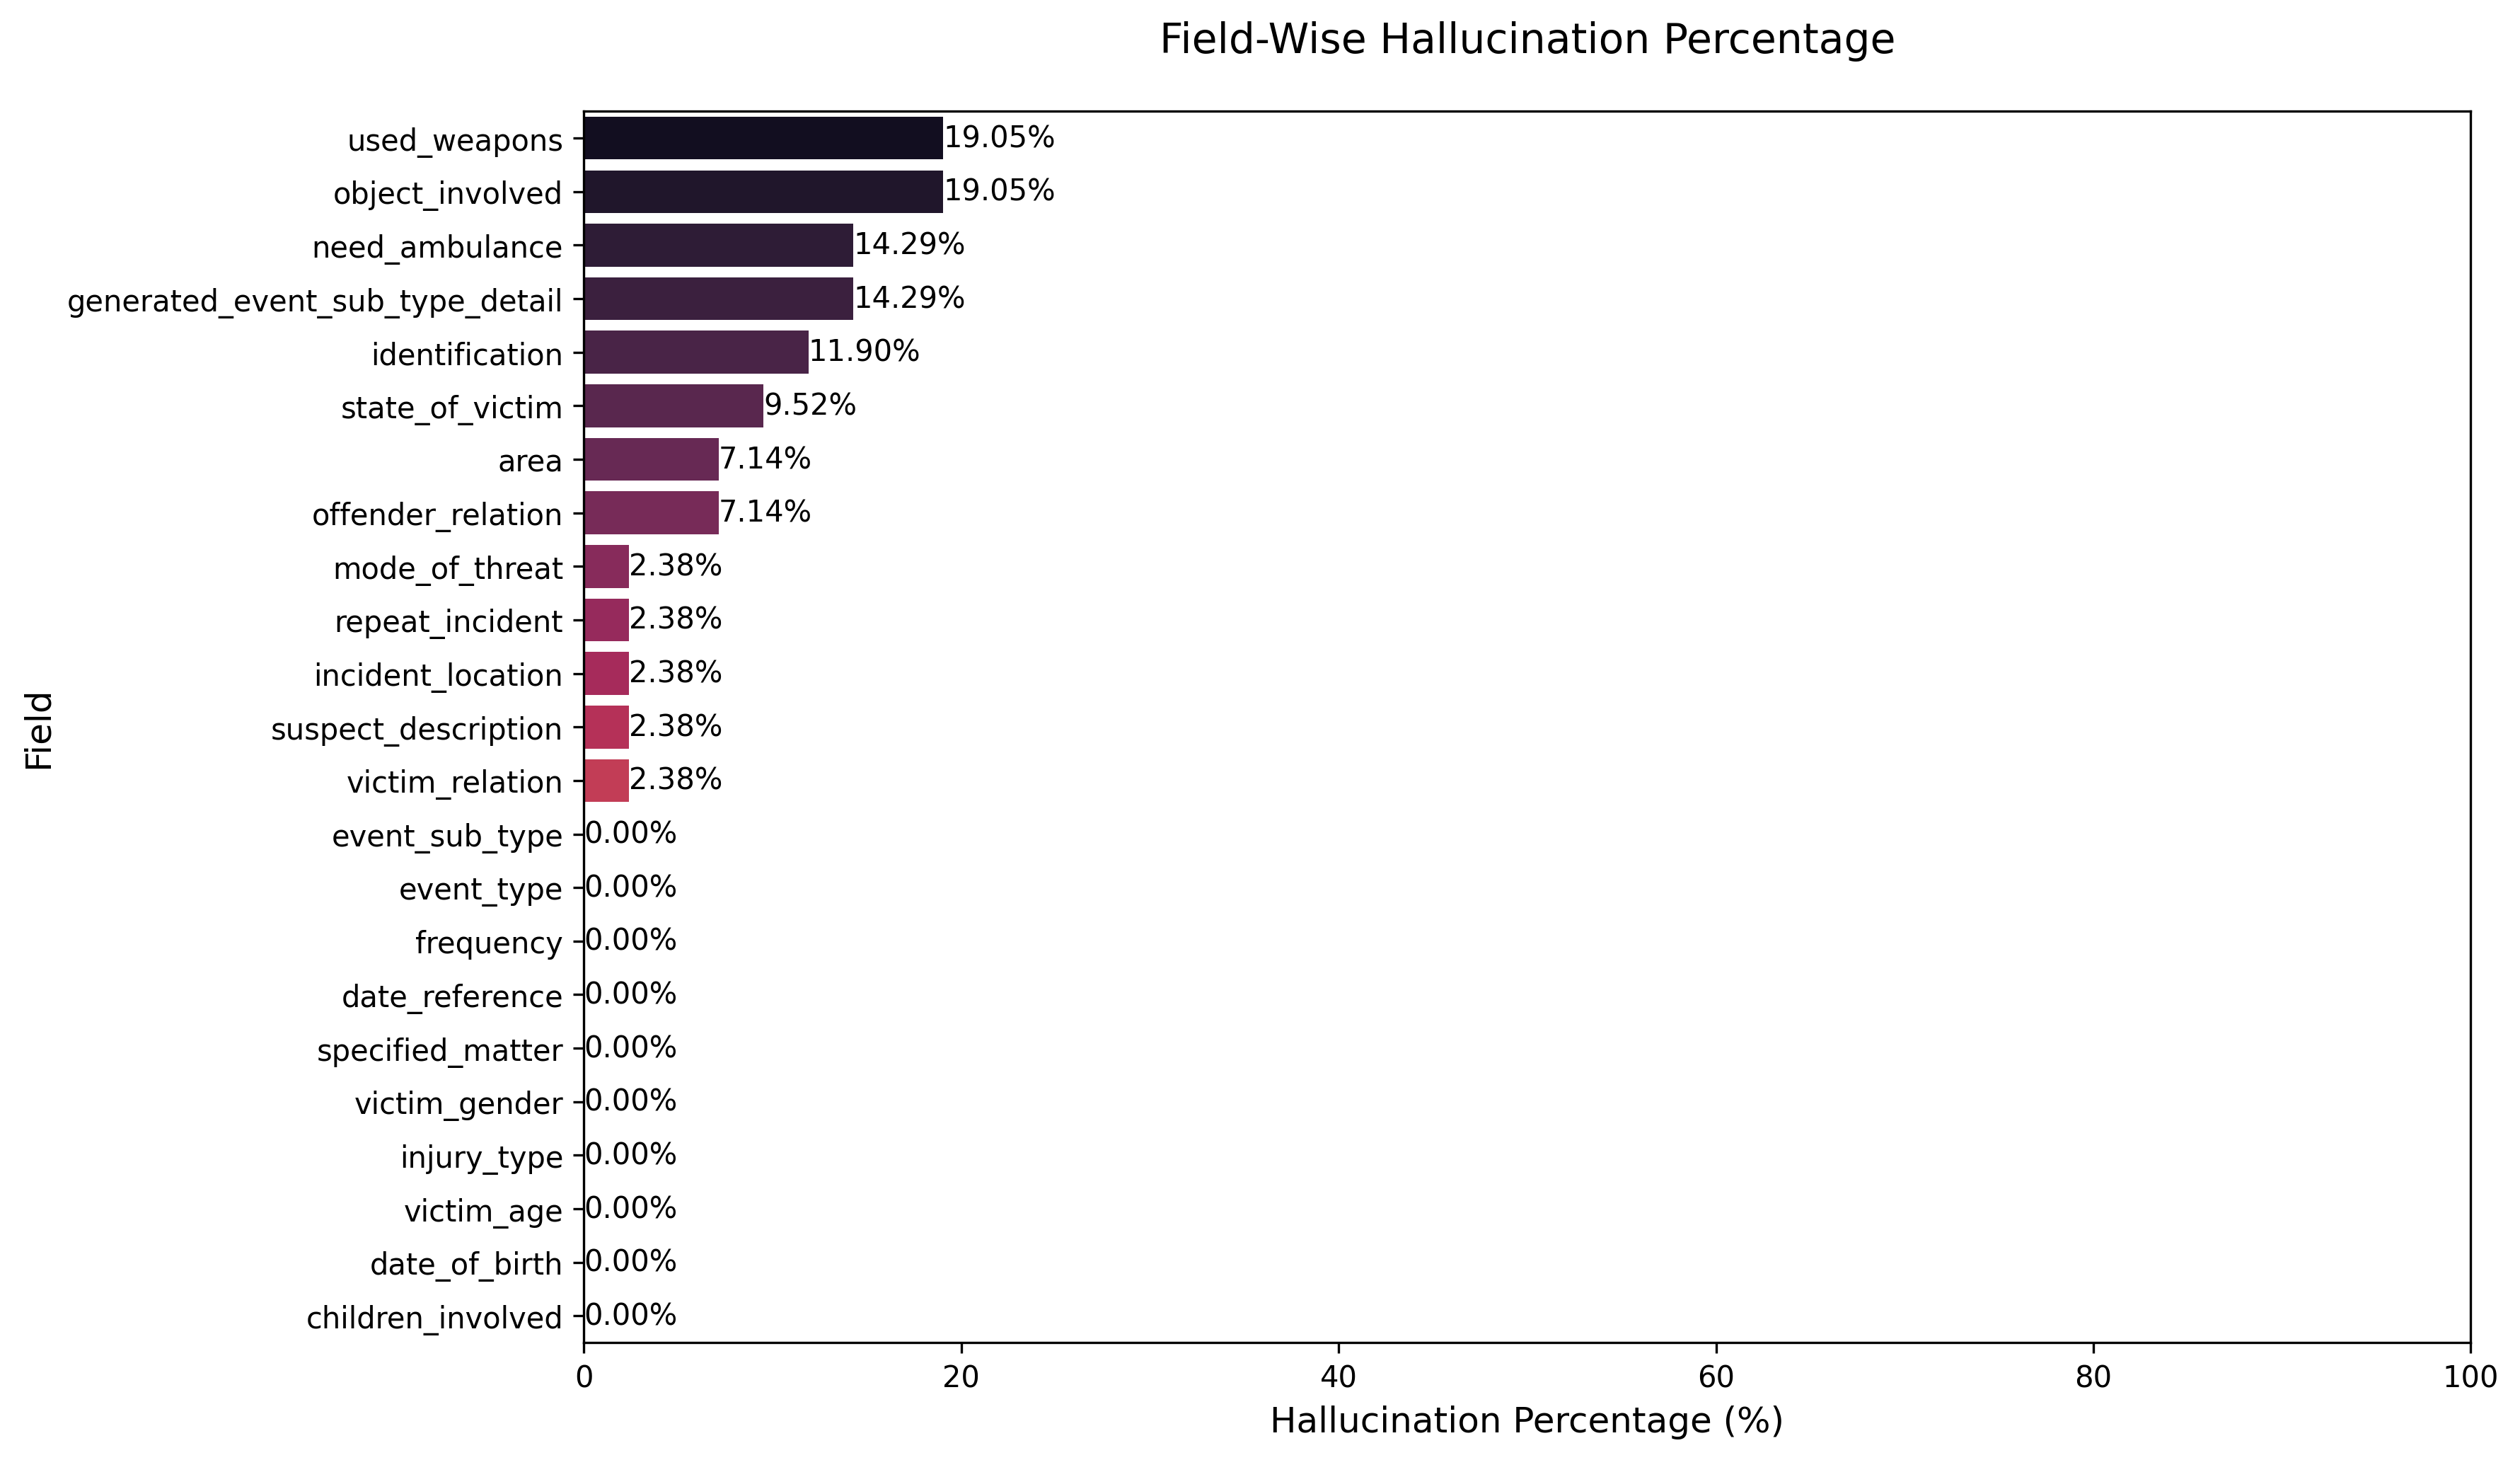 Field-Wise Hallucination Percentage
used_weapons 19.05%
object_involved 19.05%
need_ambulance 14.29%
generated_event_sub_type_detail 14.29%
identification 11.90%
state_of_victim 9.52%
area 7.14%
offender_relation 7.14%
mode_of_threat 2.38%
repeat_incident 2.38%
incident_location 2.38%
suspect_description 2.38%
victim_relation 2.38%
event_sub_type 0.00%
event_type 0.00%
frequency 0.00%
date_reference 0.00%
specified_matter 0.00%
victim_gender 0.00%
injury_type 0.00%
victim_age 0.00%
date_of_birth 0.00%
children_involved 0.00%
Field
0 20 40 60 80 100
Hallucination Percentage (%)